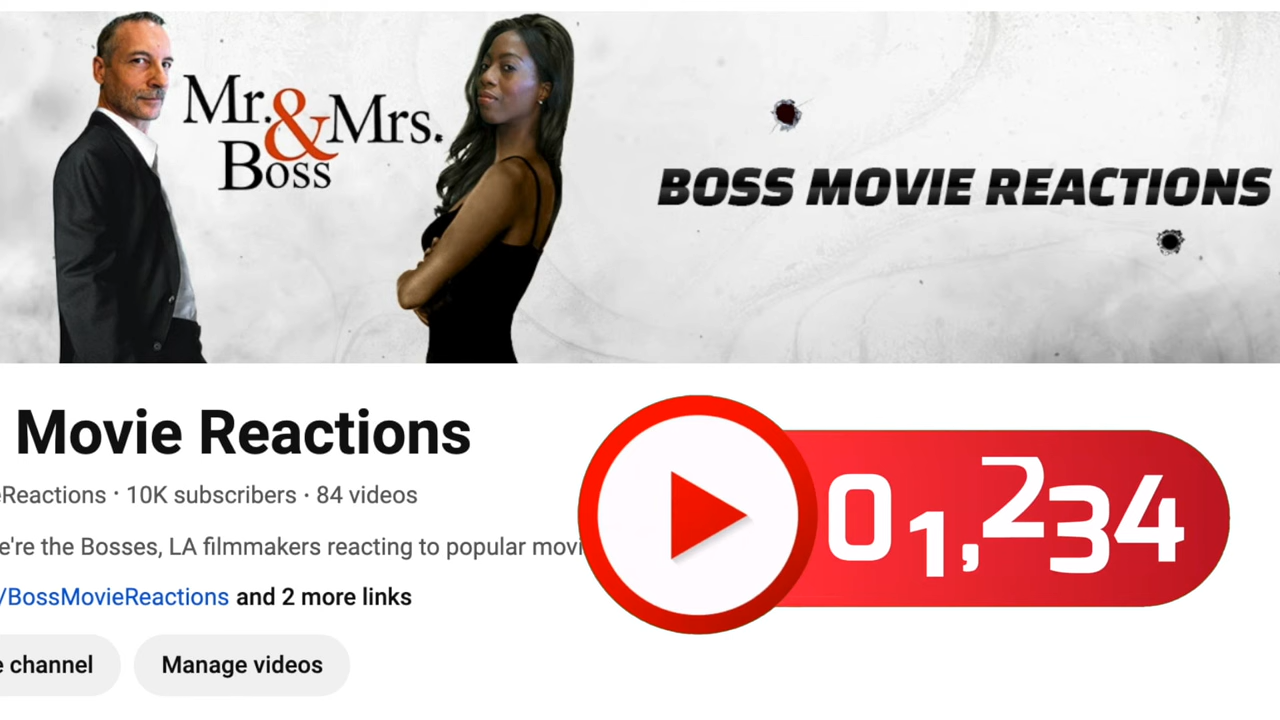 Mr. & Mrs.
Boss
BOSS MOVIE REACTIONS
Movie Reactions
eReactions · 10K subscribers · 84 videos
e're the Bosses, LA filmmakers reacting to popular movi
/BossMovieReactions and 2 more links
e channel
Manage videos
01,234